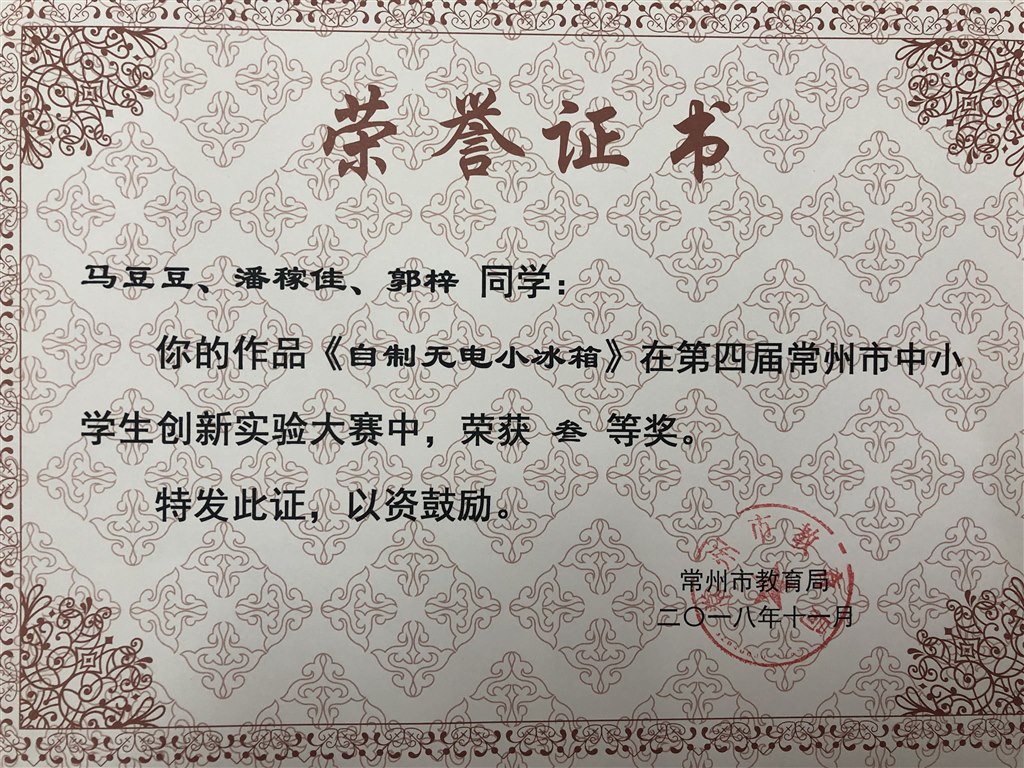 荣誉证书
马豆豆、潘稼佳、郭梓 同学：
你的作品《自制无电小冰箱》在第四届常州市中小
学生创新实验大赛中，荣获 叁 等奖。
特发此证，以资鼓励。
常州市教育局
二〇一八年十一月